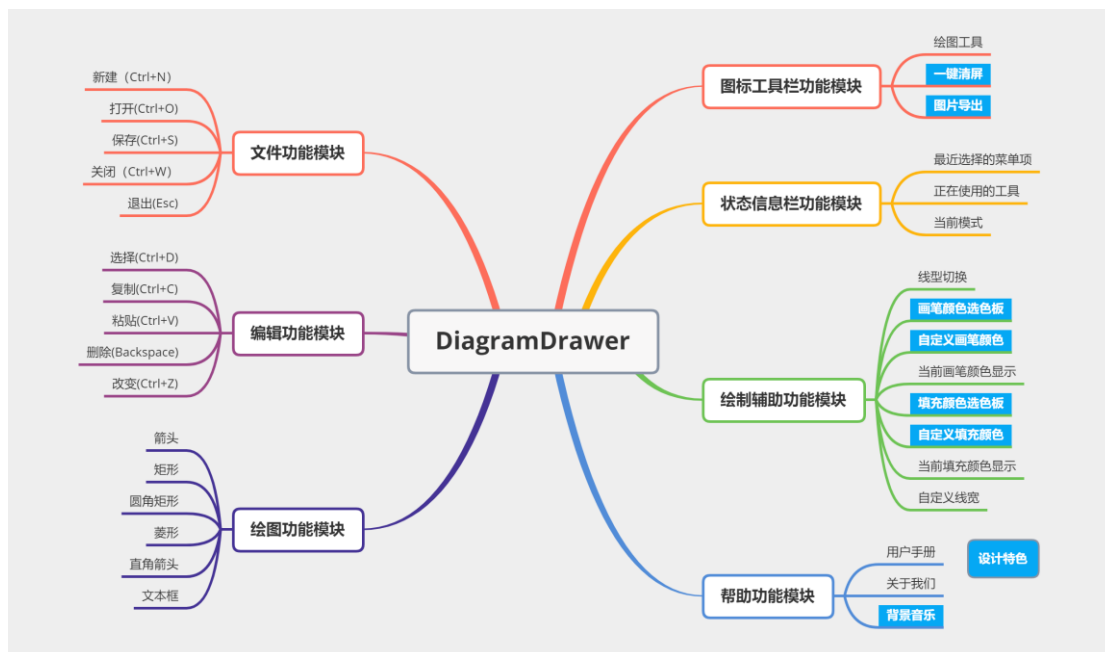 DiagramDrawer
文件功能模块
新建（Ctrl+N）
打开(Ctrl+O)
保存(Ctrl+S)
关闭（Ctrl+W）
退出(Esc)
编辑功能模块
选择(Ctrl+D)
复制(Ctrl+C)
粘贴(Ctrl+V)
删除(Backspace)
改变(Ctrl+Z)
绘图功能模块
箭头
矩形
圆角矩形
菱形
直角箭头
文本框
图标工具栏功能模块
绘图工具
一键清屏
图片导出
状态信息栏功能模块
最近选择的菜单项
正在使用的工具
当前模式
绘制辅助功能模块
线型切换
画笔颜色选色板
自定义画笔颜色
当前画笔颜色显示
填充颜色选色板
自定义填充颜色
当前填充颜色显示
自定义线宽
帮助功能模块
用户手册
关于我们
背景音乐
设计特色